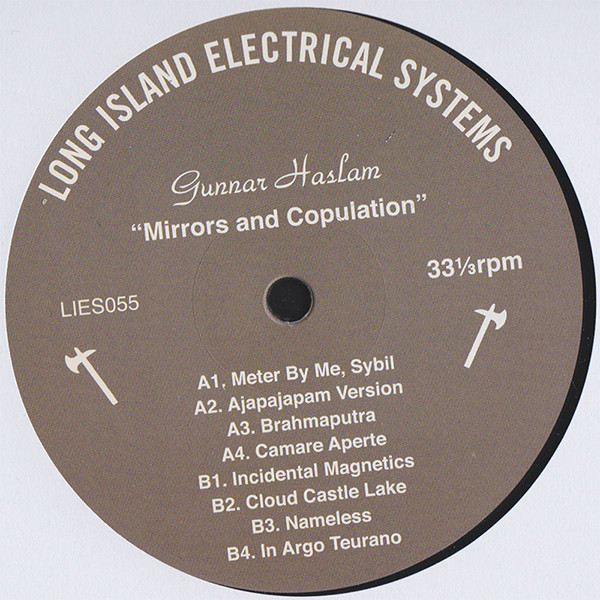 LONG ISLAND ELECTRICAL SYSTEMS
Gunnar Haslam
“Mirrors and Copulation”
33⅓rpm
LIES055
A1, Meter By Me, Sybil
A2. Ajapajapam Version
A3. Brahmaputra
A4. Camare Aperte
B1. Incidental Magnetics
B2. Cloud Castle Lake
B3. Nameless
B4. In Argo Teurano